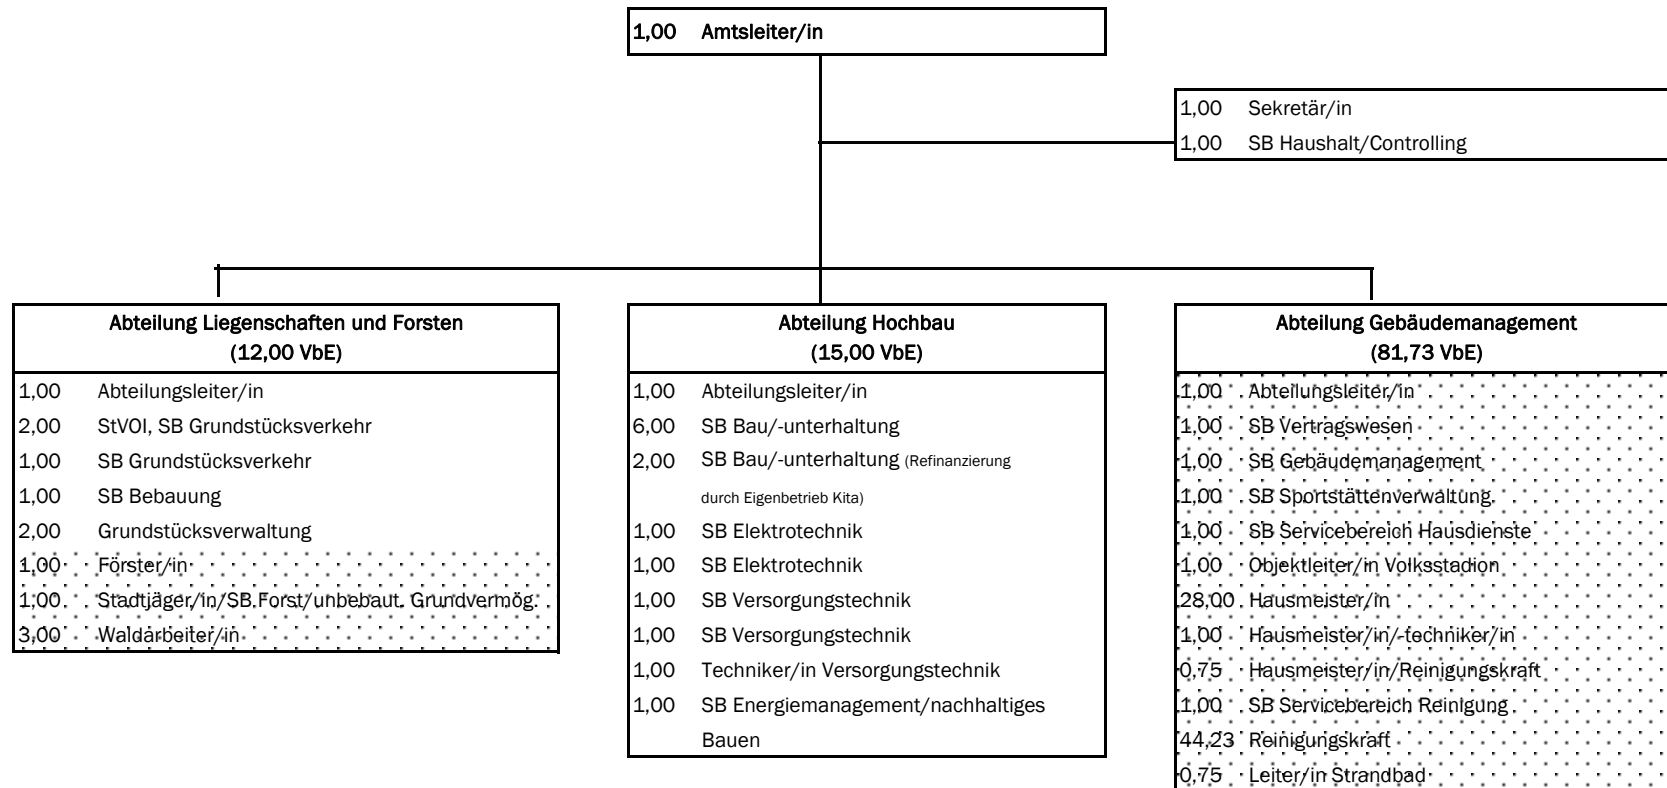 1,00 Amtsleiter/in
1,00 Sekretär/in
1,00 SB Haushalt/Controlling
Abteilung Liegenschaften und Forsten
(12,00 VbE)
1,00 Abteilungsleiter/in
2,00 StVOI, SB Grundstücksverkehr
1,00 SB Grundstücksverkehr
1,00 SB Bebauung
2,00 Grundstücksverwaltung
1,00 Förster/in
1,00 Stadtjäger/in/SB Forst/unbebaut. Grundvermög.
3,00 Waldarbeiter/in
Abteilung Hochbau
(15,00 VbE)
1,00 Abteilungsleiter/in
6,00 SB Bau/-unterhaltung
2,00 SB Bau/-unterhaltung (Refinanzierung
durch Eigenbetrieb Kita)
1,00 SB Elektrotechnik
1,00 SB Elektrotechnik
1,00 SB Versorgungstechnik
1,00 SB Versorgungstechnik
1,00 Techniker/in Versorgungstechnik
1,00 SB Energiemanagement/nachhaltiges
Bauen
Abteilung Gebäudemanagement
(81,73 VbE)
1,00 Abteilungsleiter/in
1,00 SB Vertragswesen
1,00 SB Gebäudemanagement
1,00 SB Sportstättenverwaltung
1,00 SB Servicebereich Hausdienste
1,00 Objektleiter/in Volksstadion
28,00 Hausmeister/in
1,00 Hausmeister/in/-techniker/in
0,75 Hausmeister/in/Reinigungskraft
1,00 SB Servicebereich Reinigung
44,23 Reinigungskraft
0,75 Leiter/in Strandbad